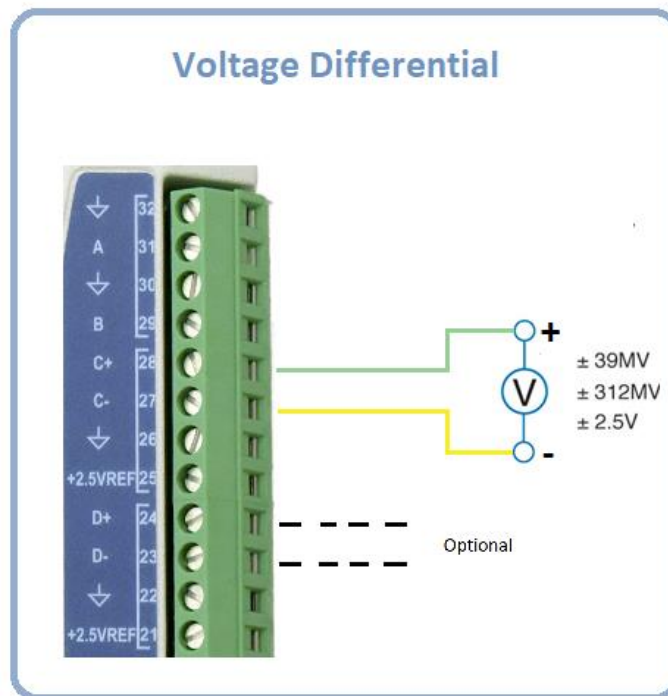 Voltage Differential
32
A 31
30
B 29
C+ 28
C- 27
26
+2.5VREF 25
D+ 24
D- 23
22
+2.5VREF 21
+
V
-
± 39MV
± 312MV
± 2.5V
Optional